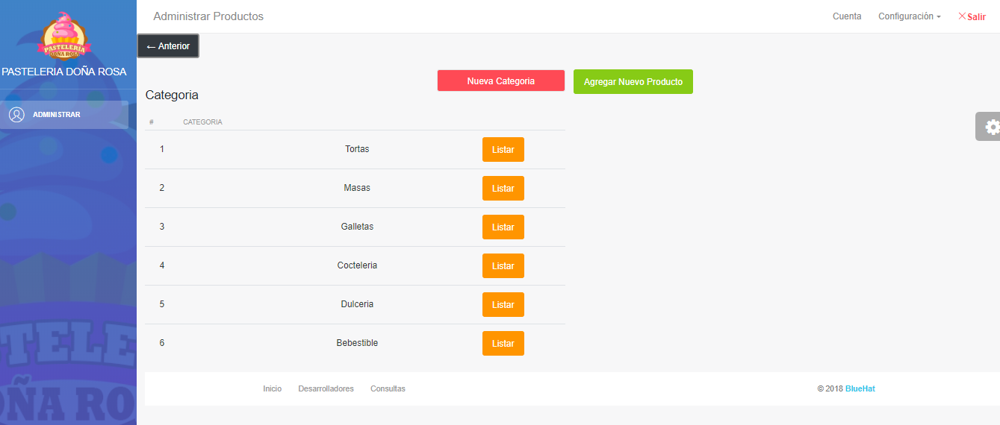 Administrar Productos Cuenta Configuración Salir
← Anterior
PASTELERÍA
DOÑA ROSA
PASTELERIA DOÑA ROSA
ADMINISTRAR
Nueva Categoria Agregar Nuevo Producto
Categoria
# CATEGORIA
1 Tortas Listar
2 Masas Listar
3 Galletas Listar
4 Cocteleria Listar
5 Dulceria Listar
6 Bebestible Listar
TELE
ÑA RO
Inicio Desarrolladores Consultas © 2018 BlueHat